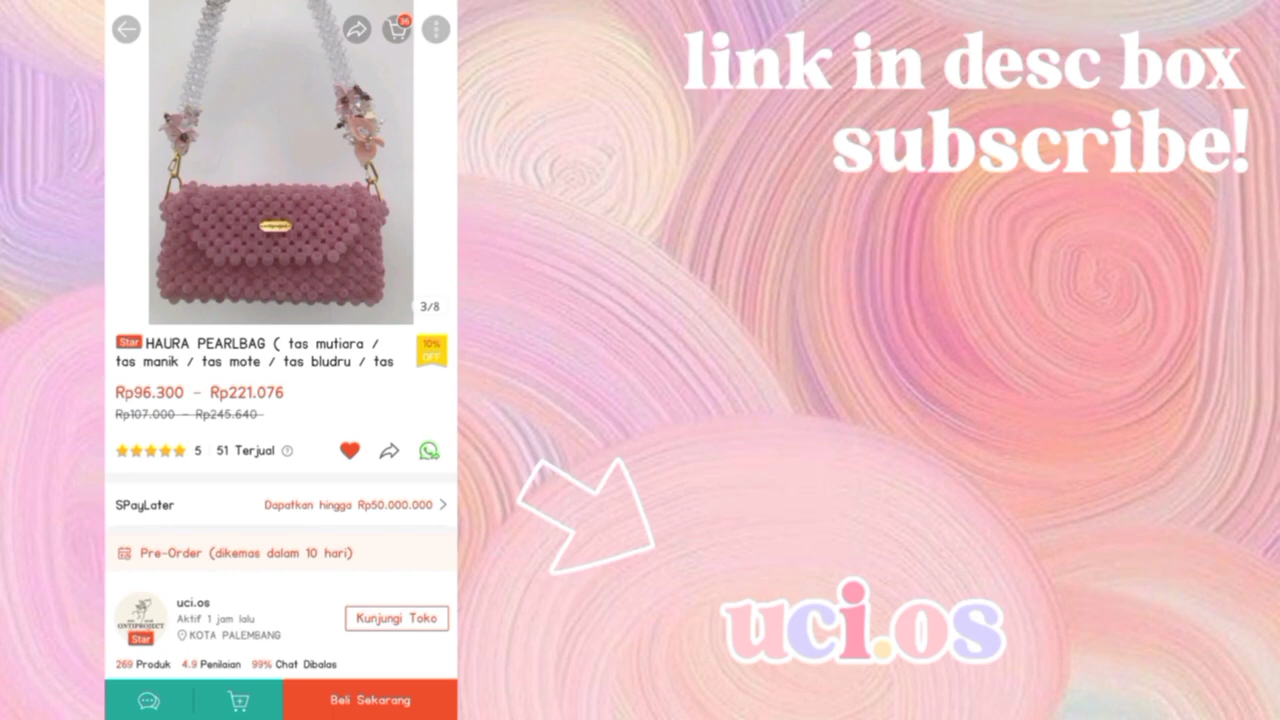 36
3/8
Star HAURA PEARLBAG ( tas mutiara /
tas manik / tas mote / tas bludru / tas
10%
OFF
Rp96.300 – Rp221.076
Rp107.000 – Rp245.640
5 51 Terjual
SPayLater Dapatkan hingga Rp50.000.000
Pre-Order (dikemas dalam 10 hari)
ONTIPROJECT
Star
uci.os
Aktif 1 jam lalu
KOTA PALEMBANG
Kunjungi Toko
269 Produk 4.9 Penilaian 99% Chat Dibalas
Beli Sekarang
link in desc box
subscribe!
uci.os